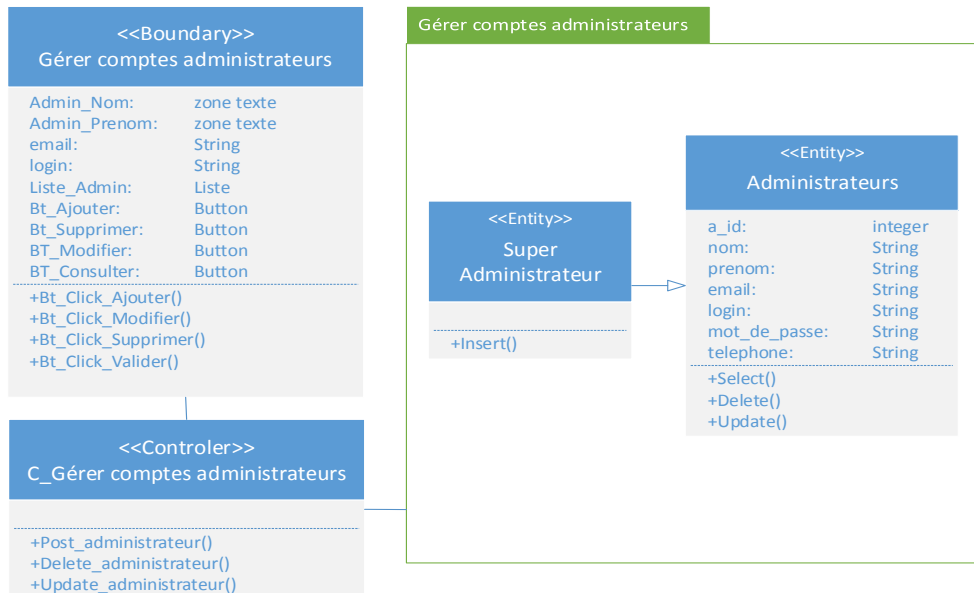 <<Boundary>>
Gérer comptes administrateurs
Admin_Nom: zone texte
Admin_Prenom: zone texte
email: String
login: String
Liste_Admin: Liste
Bt_Ajouter: Button
Bt_Supprimer: Button
BT_Modifier: Button
BT_Consulter: Button
+Bt_Click_Ajouter()
+Bt_Click_Modifier()
+Bt_Click_Supprimer()
+Bt_Click_Valider()
<<Controler>>
C_Gérer comptes administrateurs
+Post_administrateur()
+Delete_administrateur()
+Update_administrateur()
Gérer comptes administrateurs
<<Entity>>
Super
Administrateur
+Insert()
<<Entity>>
Administrateurs
a_id: integer
nom: String
prenom: String
email: String
login: String
mot_de_passe: String
telephone: String
+Select()
+Delete()
+Update()